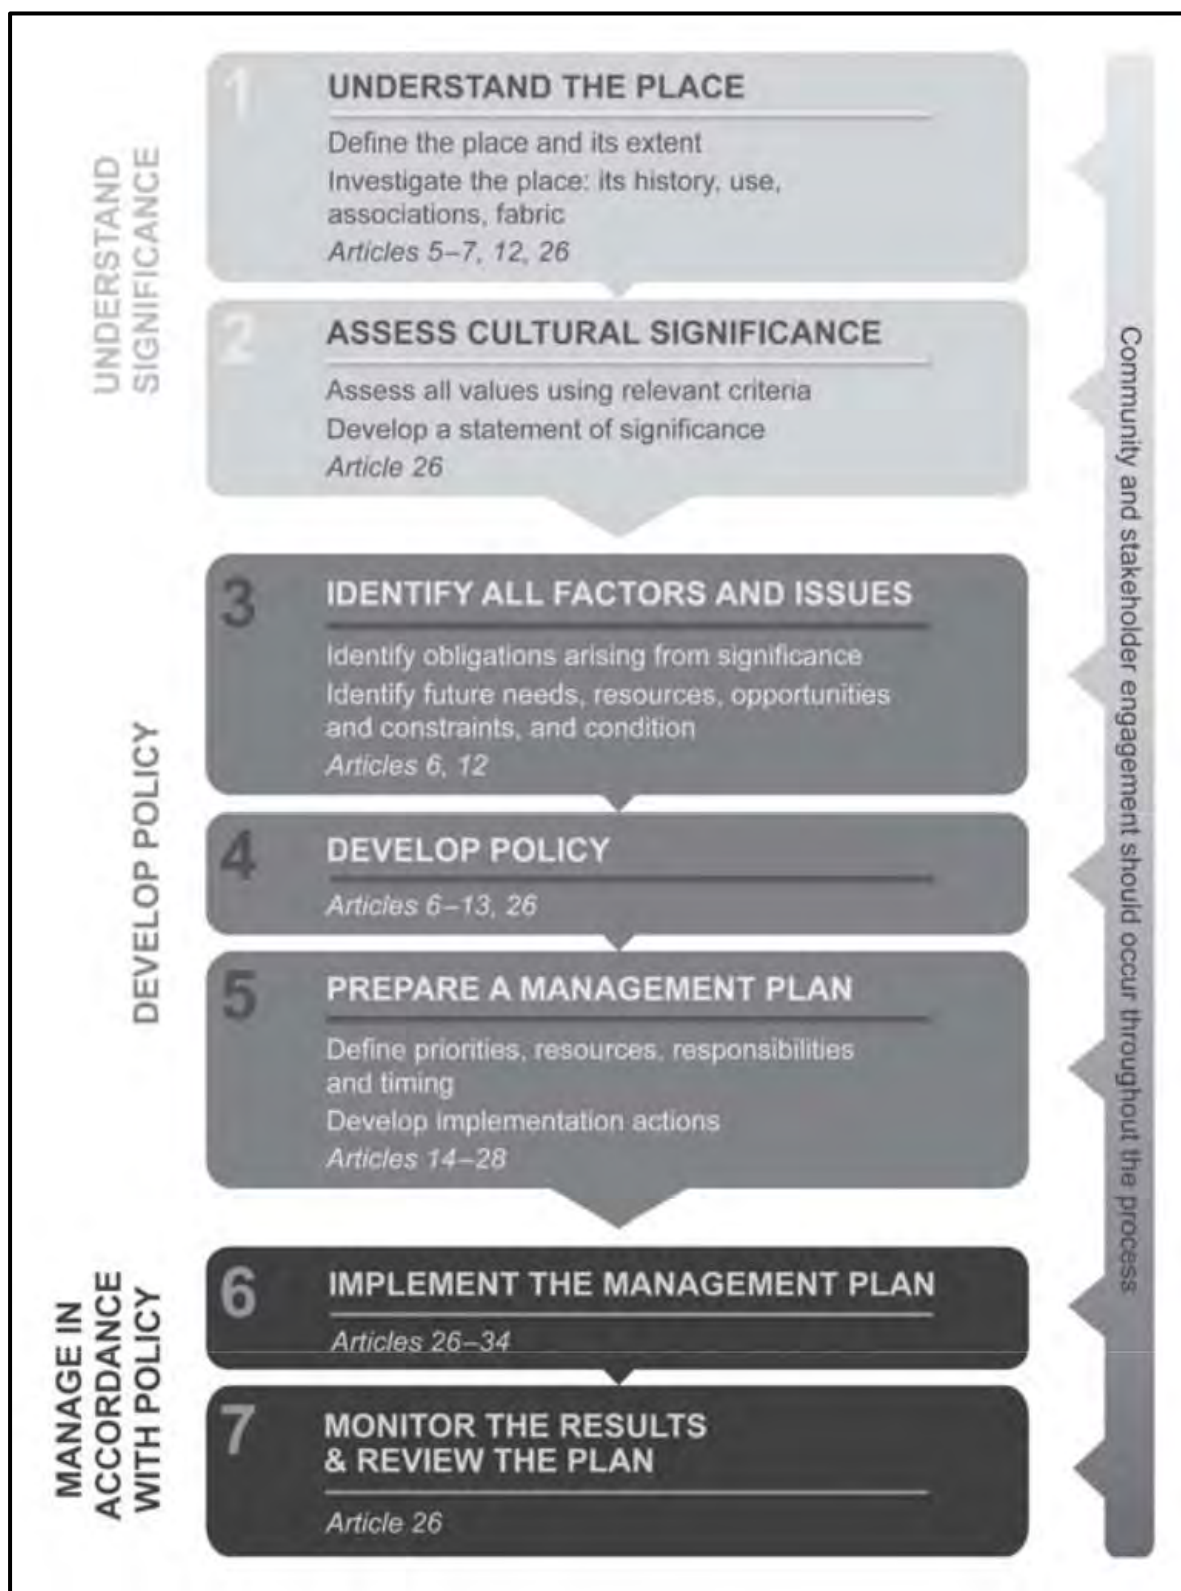 UNDERSTAND
SIGNIFICANCE
1
UNDERSTAND THE PLACE
Define the place and its extent
Investigate the place: its history, use,
associations, fabric
Articles 5–7, 12, 26
2
ASSESS CULTURAL SIGNIFICANCE
Assess all values using relevant criteria
Develop a statement of significance
Article 26
DEVELOP POLICY
3
IDENTIFY ALL FACTORS AND ISSUES
Identify obligations arising from significance
Identify future needs, resources, opportunities
and constraints, and condition
Articles 6, 12
4
DEVELOP POLICY
Articles 6–13, 26
5
PREPARE A MANAGEMENT PLAN
Define priorities, resources, responsibilities
and timing
Develop implementation actions
Articles 14–28
MANAGE IN
ACCORDANCE
WITH POLICY
6
IMPLEMENT THE MANAGEMENT PLAN
Articles 26–34
7
MONITOR THE RESULTS
& REVIEW THE PLAN
Article 26
Community and stakeholder engagement should occur throughout the process